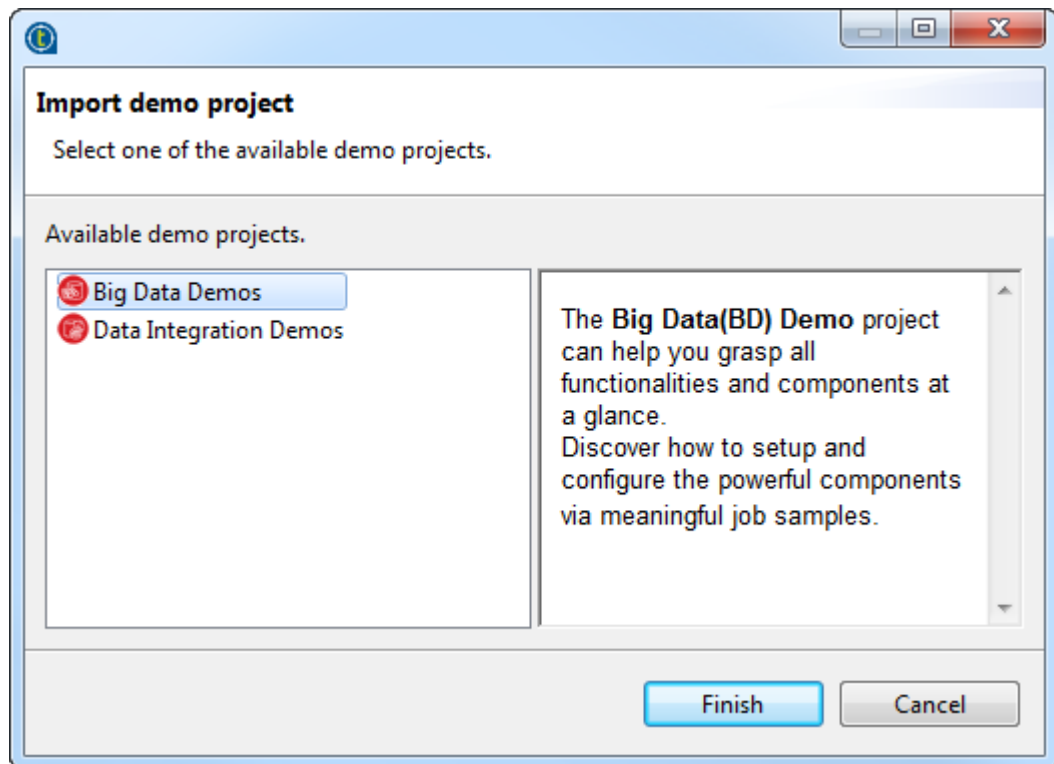 Import demo project
Select one of the available demo projects.
Available demo projects.
Big Data Demos
Data Integration Demos
The Big Data(BD) Demo project
can help you grasp all
functionalities and components at
a glance.
Discover how to setup and
configure the powerful components
via meaningful job samples.
Finish
Cancel